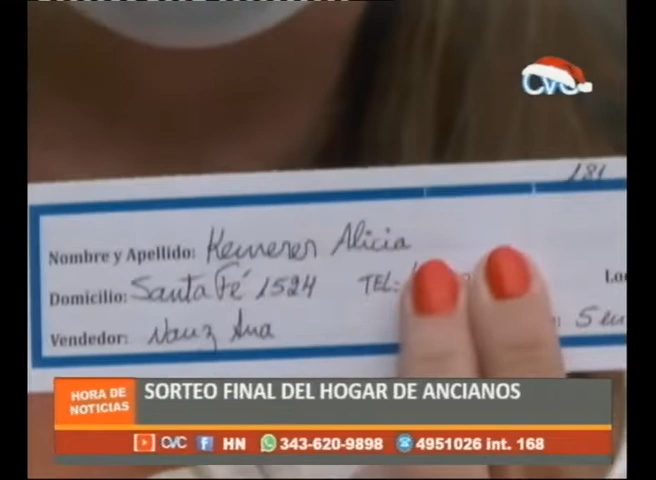 CVC
181
Nombre y Apellido: Kemerer Alicia
Domicilio: Santa Fé 1524 TEL:
Vendedor: Nauz Ana
HORA DE NOTICIAS
SORTEO FINAL DEL HOGAR DE ANCIANOS
CVC HN 343-620-9898 4951026 int. 168